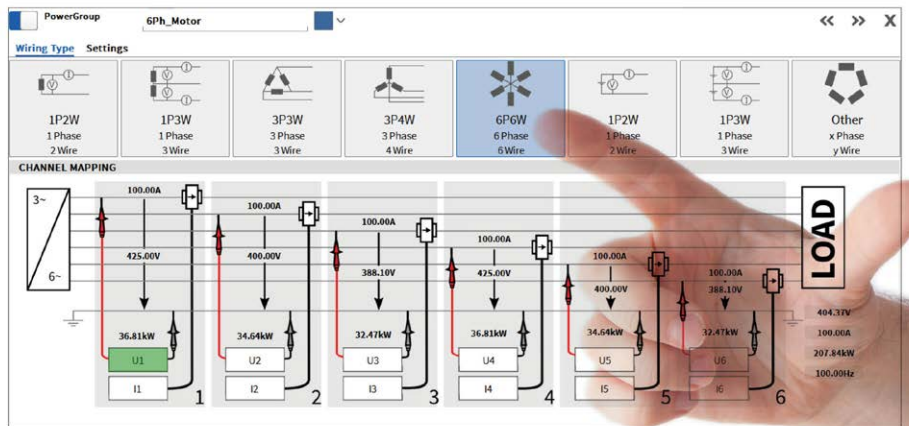 PowerGroup 6Ph_Motor << >> X
Wiring Type Settings
1P2W 1P3W 3P3W 3P4W 6P6W 1P2W 1P3W Other
1 Phase 1 Phase 3 Phase 3 Phase 6 Phase 1 Phase 1 Phase x Phase
2 Wire 3 Wire 3 Wire 4 Wire 6 Wire 2 Wire 3 Wire y Wire
CHANNEL MAPPING
3~
6~
100.00A
425.00V
36.81kW
U1
I1
1
100.00A
400.00V
34.64kW
U2
I2
2
100.00A
388.10V
32.47kW
U3
I3
3
100.00A
425.00V
36.81kW
U4
I4
4
100.00A
400.00V
34.64kW
U5
I5
5
100.00A
388.10V
32.47kW
U6
I6
6
LOAD
404.37V
100.00A
207.84kW
100.00Hz